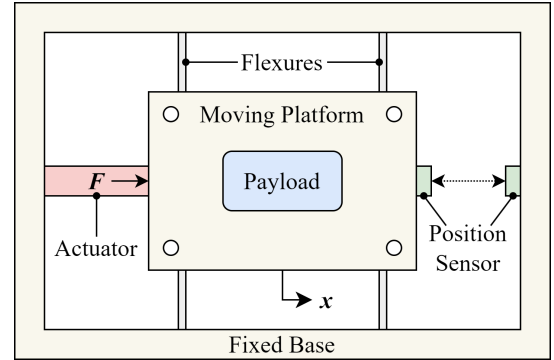 Flexures
Moving Platform
F
Payload
Actuator
Position
Sensor
x
Fixed Base